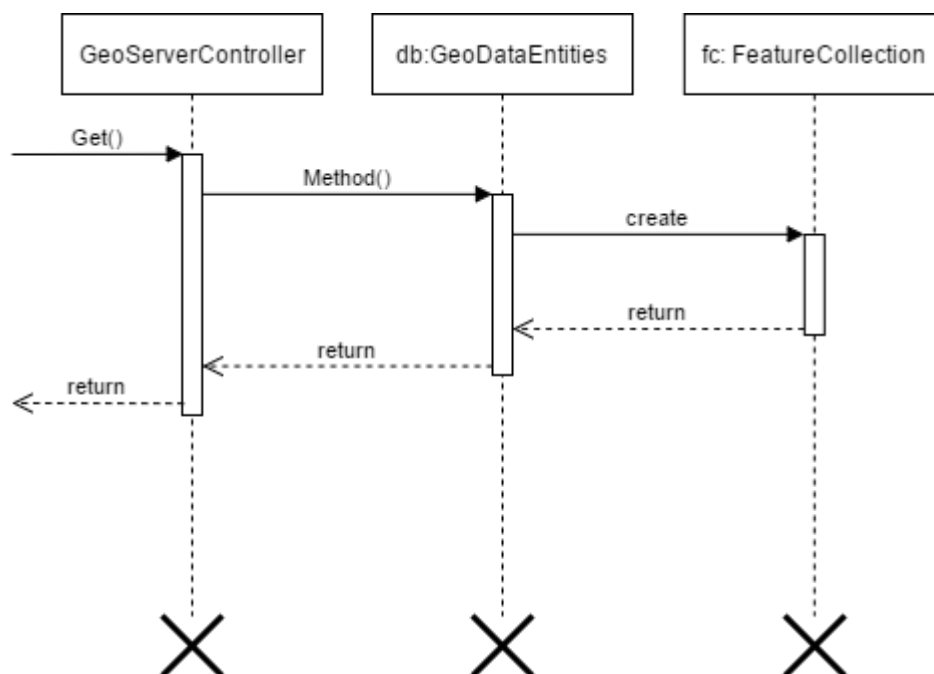 GeoServerController
db:GeoDataEntities
fc: FeatureCollection
Get()
Method()
create
return
return
return